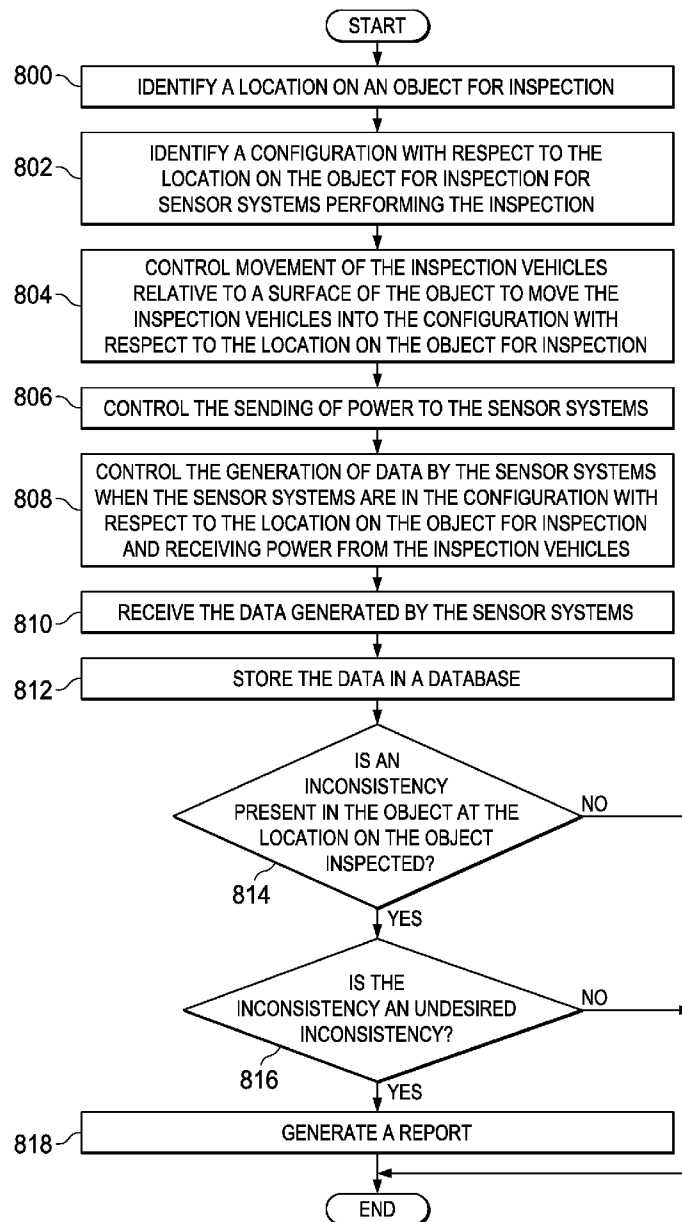 START
800
IDENTIFY A LOCATION ON AN OBJECT FOR INSPECTION
802
IDENTIFY A CONFIGURATION WITH RESPECT TO THE
LOCATION ON THE OBJECT FOR INSPECTION FOR
SENSOR SYSTEMS PERFORMING THE INSPECTION
804
CONTROL MOVEMENT OF THE INSPECTION VEHICLES
RELATIVE TO A SURFACE OF THE OBJECT TO MOVE THE
INSPECTION VEHICLES INTO THE CONFIGURATION WITH
RESPECT TO THE LOCATION ON THE OBJECT FOR INSPECTION
806
CONTROL THE SENDING OF POWER TO THE SENSOR SYSTEMS
808
CONTROL THE GENERATION OF DATA BY THE SENSOR SYSTEMS
WHEN THE SENSOR SYSTEMS ARE IN THE CONFIGURATION WITH
RESPECT TO THE LOCATION ON THE OBJECT FOR INSPECTION
AND RECEIVING POWER FROM THE INSPECTION VEHICLES
810
RECEIVE THE DATA GENERATED BY THE SENSOR SYSTEMS
812
STORE THE DATA IN A DATABASE
IS AN
INCONSISTENCY
PRESENT IN THE OBJECT AT THE
LOCATION ON THE OBJECT
INSPECTED?
NO
814
YES
IS THE
INCONSISTENCY AN UNDESIRED
INCONSISTENCY?
NO
816
YES
818
GENERATE A REPORT
END